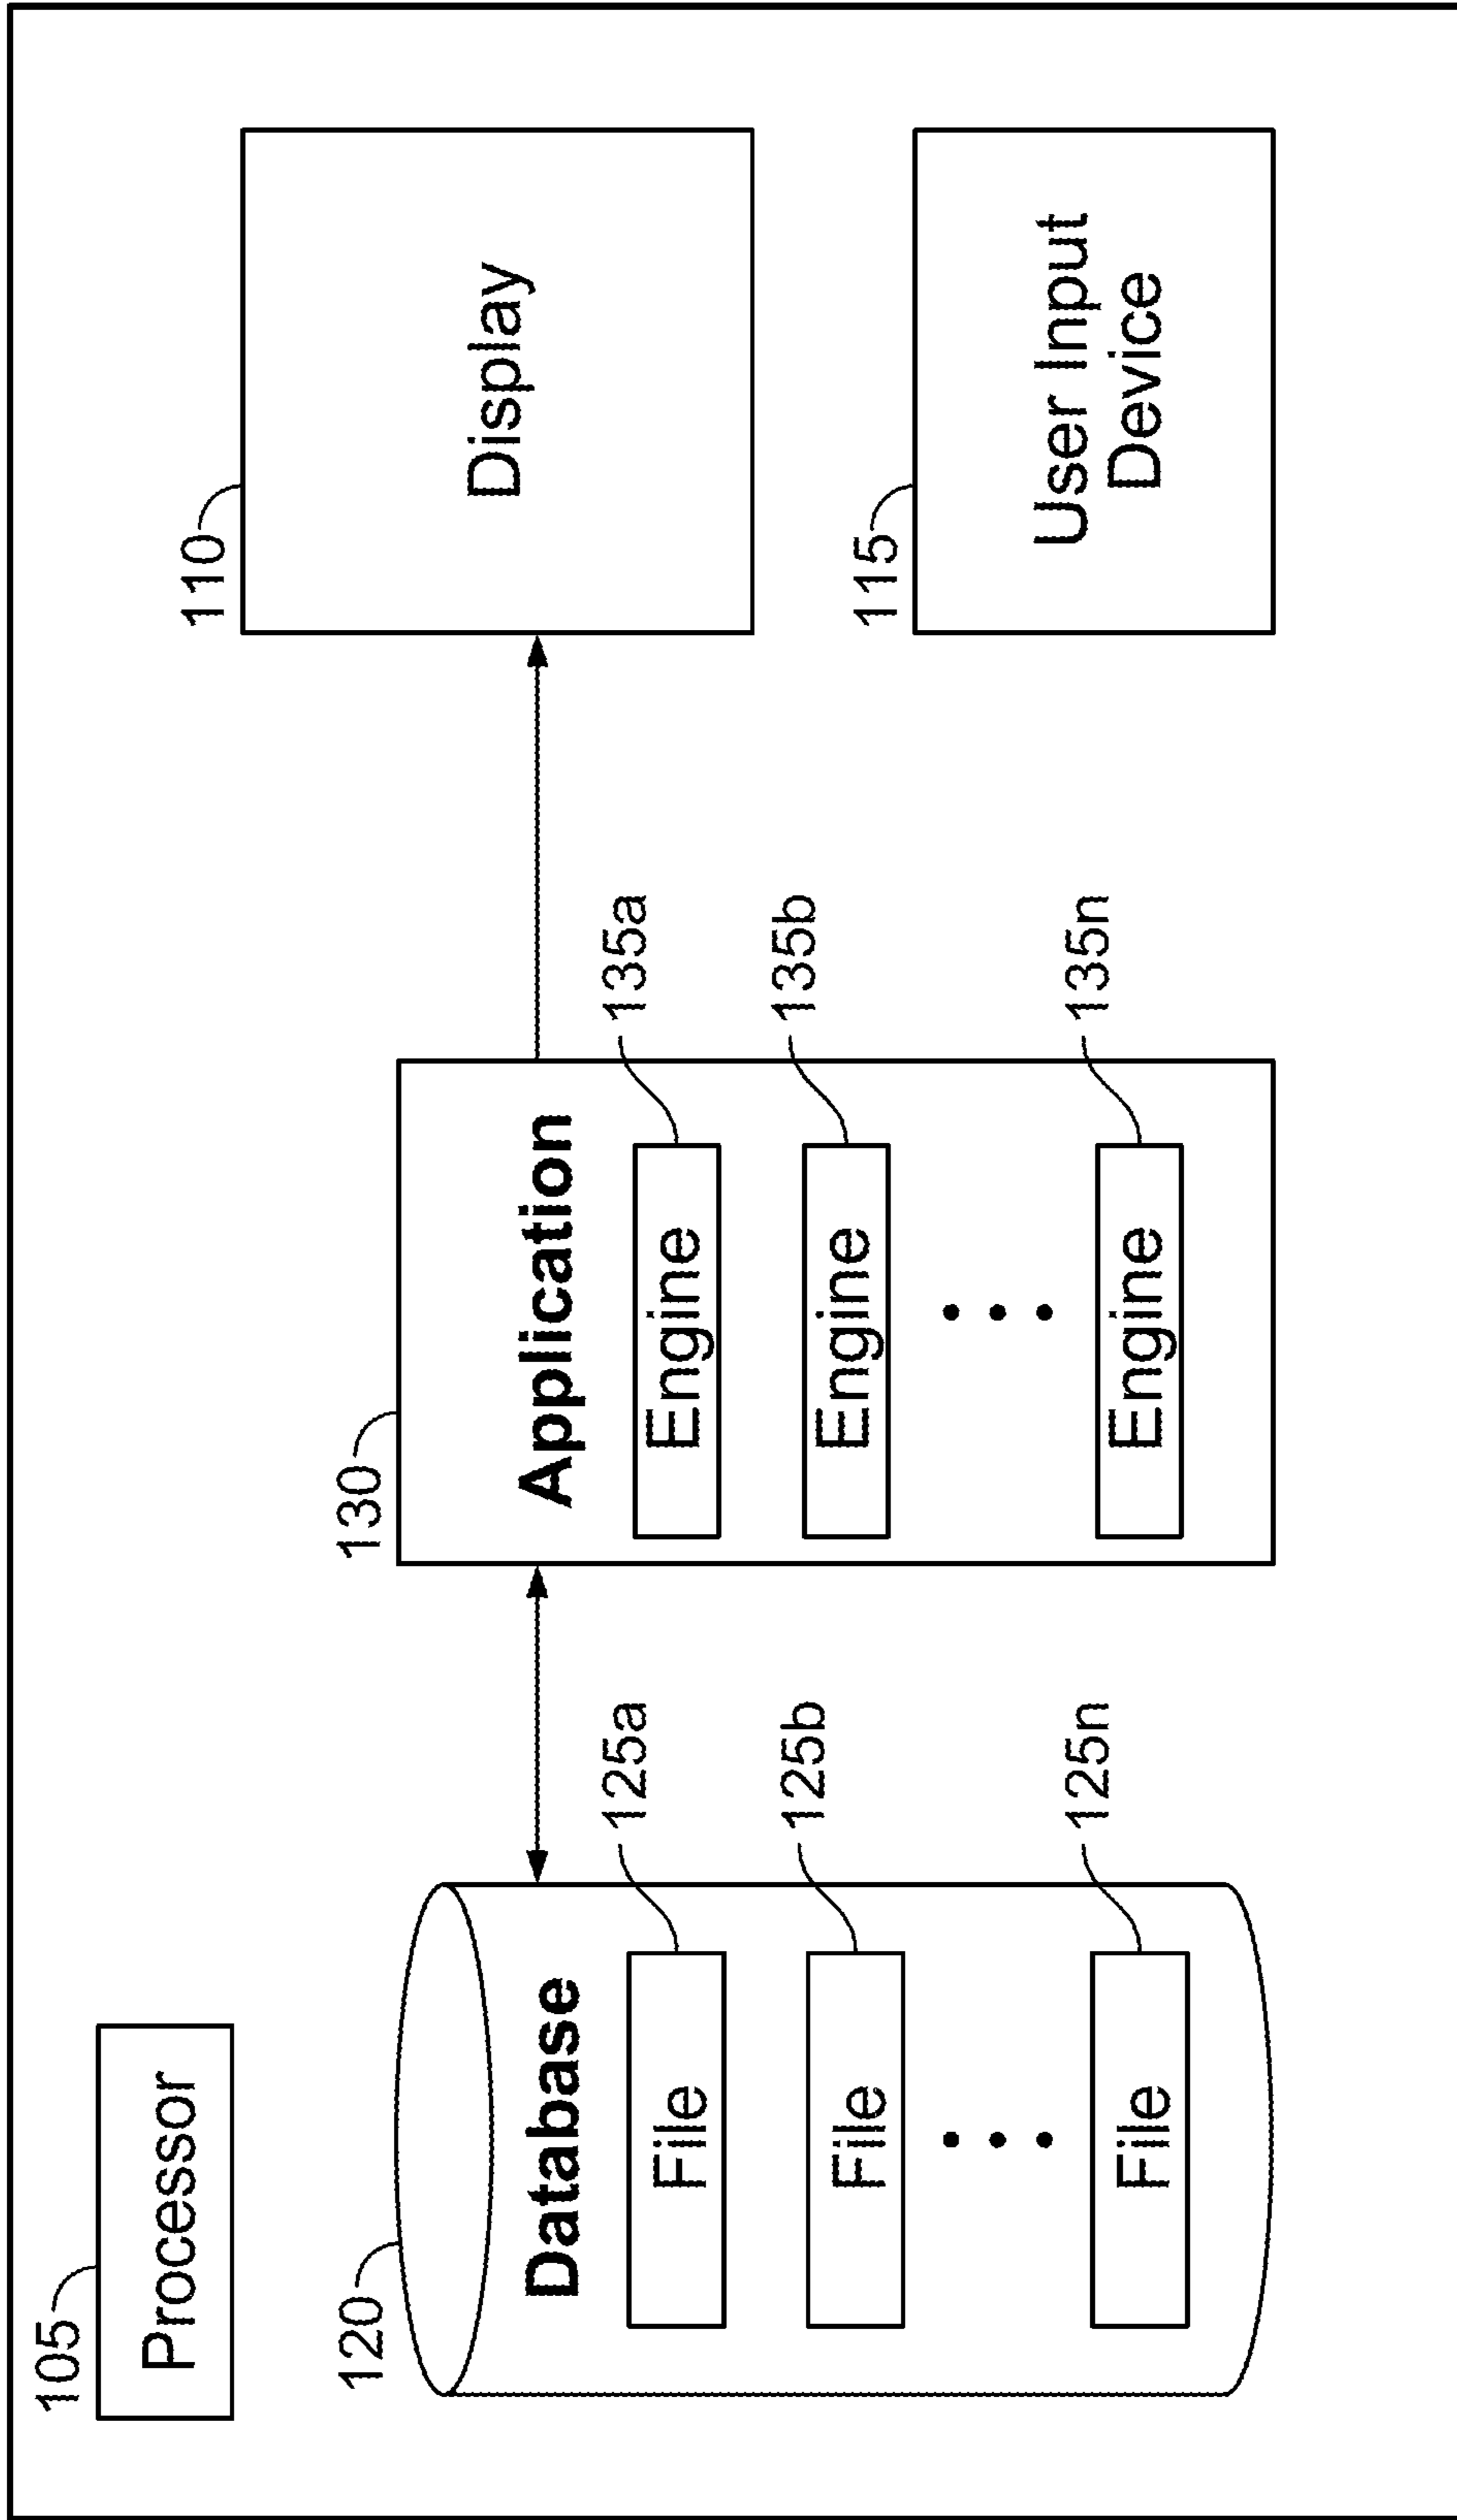 105
Processor
120
Database
File
125a
File
125b
File
125n
130
Application
Engine
135a
Engine
135b
Engine
135n
110
Display
115
User Input
Device